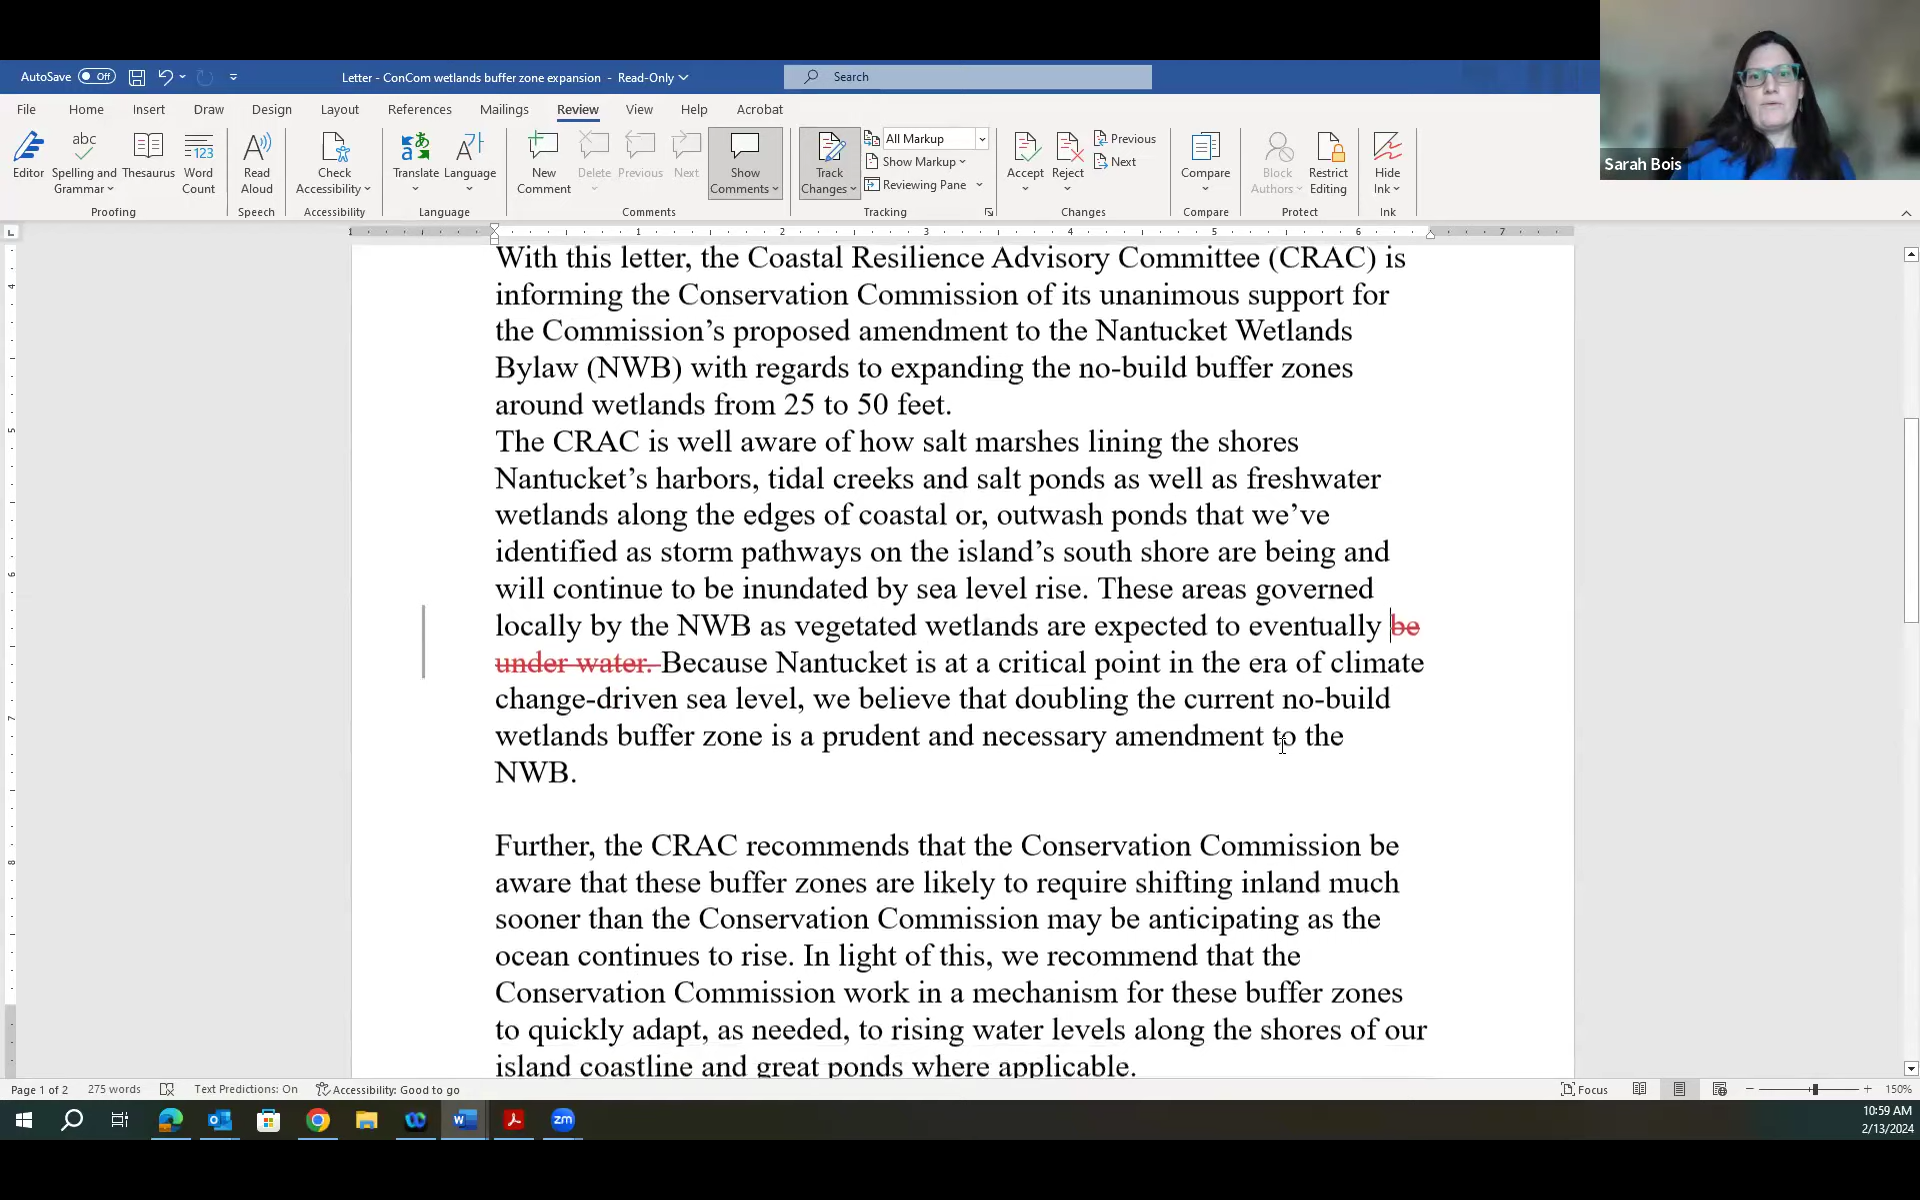 AutoSave Off Letter - ConCom wetlands buffer zone expansion - Read-Only Search
Sarah Bois
File Home Insert Draw Design Layout References Mailings Review View Help Acrobat
Editor
Spelling and Grammar
Thesaurus
Word Count
Proofing
Read Aloud
Speech
Check Accessibility
Accessibility
Translate
Language
Language
New Comment
Delete
Previous
Next
Show Comments
Comments
Track Changes
All Markup
Show Markup
Reviewing Pane
Tracking
Accept
Reject
Previous
Next
Changes
Compare
Compare
Block Authors
Restrict Editing
Protect
Hide Ink
Ink
1 1 2 3 4 5 6 7
With this letter, the Coastal Resilience Advisory Committee (CRAC) is
informing the Conservation Commission of its unanimous support for
the Commission’s proposed amendment to the Nantucket Wetlands
Bylaw (NWB) with regards to expanding the no-build buffer zones
around wetlands from 25 to 50 feet.
The CRAC is well aware of how salt marshes lining the shores
Nantucket’s harbors, tidal creeks and salt ponds as well as freshwater
wetlands along the edges of coastal or, outwash ponds that we’ve
identified as storm pathways on the island’s south shore are being and
will continue to be inundated by sea level rise. These areas governed
locally by the NWB as vegetated wetlands are expected to eventually be
under water. Because Nantucket is at a critical point in the era of climate
change-driven sea level, we believe that doubling the current no-build
wetlands buffer zone is a prudent and necessary amendment to the
NWB.
Further, the CRAC recommends that the Conservation Commission be
aware that these buffer zones are likely to require shifting inland much
sooner than the Conservation Commission may be anticipating as the
ocean continues to rise. In light of this, we recommend that the
Conservation Commission work in a mechanism for these buffer zones
to quickly adapt, as needed, to rising water levels along the shores of our
island coastline and great ponds where applicable.
4
5
6
7
8
Page 1 of 2 275 words Text Predictions: On Accessibility: Good to go Focus 150%
10:59 AM
2/13/2024